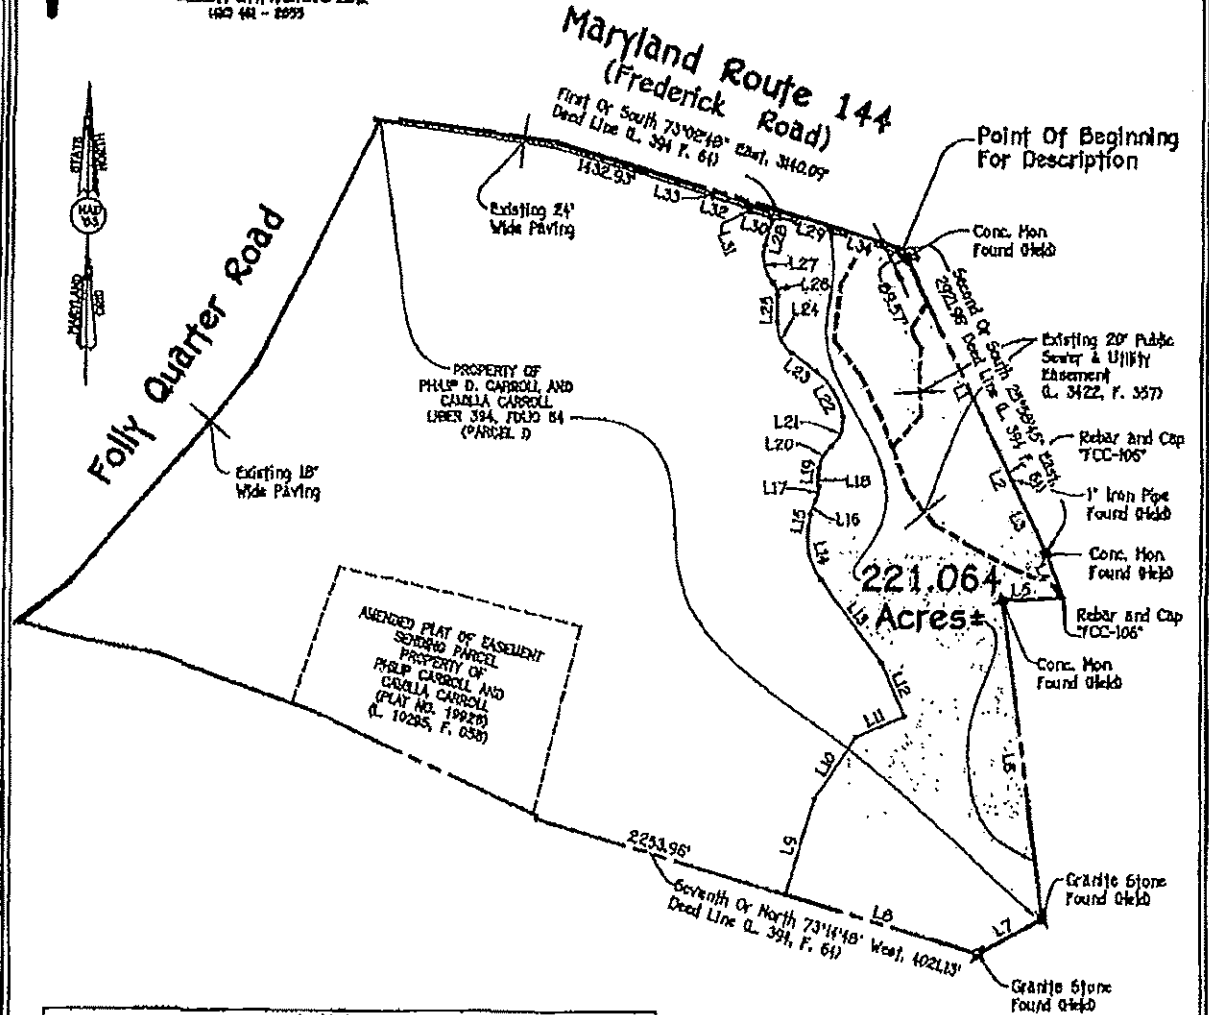 Maryland Route 144
(Frederick Road)
First Or South 73°02'48" East, 3140.09'
Deed Line (L. 394 F. 61)
1432.93'
Point Of Beginning
For Description
STATE
NORTH
MARYLAND
GRID
Existing 24'
Wide Paving
L33
L32
L31
L30
L28
L29
L34
L27
L26
L25
L24
L23
L22
L21
L20
L19
L18
L17
L16
L15
L14
L13
L12
L11
L10
L9
Conc. Mon
Found (Held)
89.57'
Second Or South
2921.98' Deed Line (L. 394 F. 61)
Existing 20' Public
Sewer & Utility
Easement
(L. 3422, F. 357)
L1
L2
L3
L4
L5
Rebar and Cap
"FCC-106"
1" Iron Pipe
Found (Held)
Conc. Mon
Found (Held)
Rebar and Cap
"FCC-106"
Conc. Mon
Found (Held)
Folly Quarter Road
Existing 18'
Wide Paving
PROPERTY OF
PHILIP D. CARROLL AND
CAMILLA CARROLL
LIBER 394, FOLIO 64
(PARCEL 1)
221.064
Acres±
AMENDED PLAT OF EASEMENT
SENDING PARCEL
PROPERTY OF
PHILIP CARROLL AND
CAMILLA CARROLL
(PLAT NO. 19928)
(L. 10295, F. 058)
L6
2253.96'
Seventh Or North 73°14'48" West, 4021.13'
Deed Line (L. 394, F. 61)
L8
L7
Granite Stone
Found (Held)
Granite Stone
Found (Held)